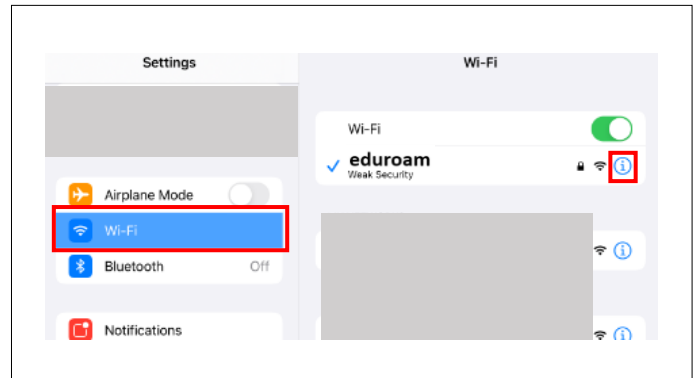 Settings
Wi-Fi
Wi-Fi
eduroam
Weak Security
Airplane Mode
Wi-Fi
Bluetooth Off
Notifications